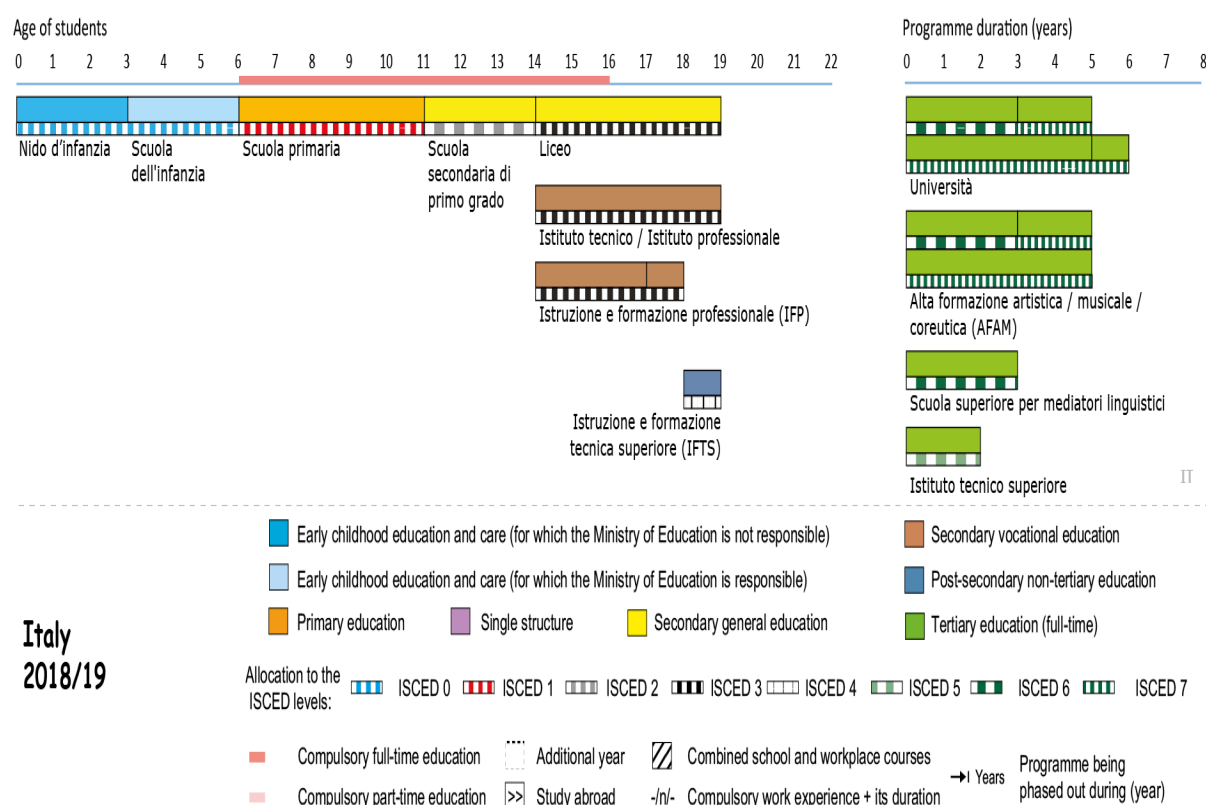 Age of students
Programme duration (years)
0 1 2 3 4 5 6 7 8 9 10 11 12 13 14 15 16 17 18 19 20 21 22
0 1 2 3 4 5 6 7 8
Nido d'infanzia
Scuola
dell'infanzia
Scuola primaria
Scuola
secondaria di
primo grado
Liceo
Istituto tecnico / Istituto professionale
Istruzione e formazione professionale (IFP)
Istruzione e formazione
tecnica superiore (IFTS)
Università
Alta formazione artistica / musicale /
coreutica (AFAM)
Scuola superiore per mediatori linguistici
Istituto tecnico superiore
IT
Italy
2018/19
Early childhood education and care (for which the Ministry of Education is not responsible)
Early childhood education and care (for which the Ministry of Education is responsible)
Primary education
Single structure
Secondary general education
Secondary vocational education
Post-secondary non-tertiary education
Tertiary education (full-time)
Allocation to the
ISCED levels:
ISCED 0
ISCED 1
ISCED 2
ISCED 3
ISCED 4
ISCED 5
ISCED 6
ISCED 7
Compulsory full-time education
Compulsory part-time education
Additional year
>> Study abroad
Combined school and workplace courses
-/n/- Compulsory work experience + its duration
Years
Programme being
phased out during (year)